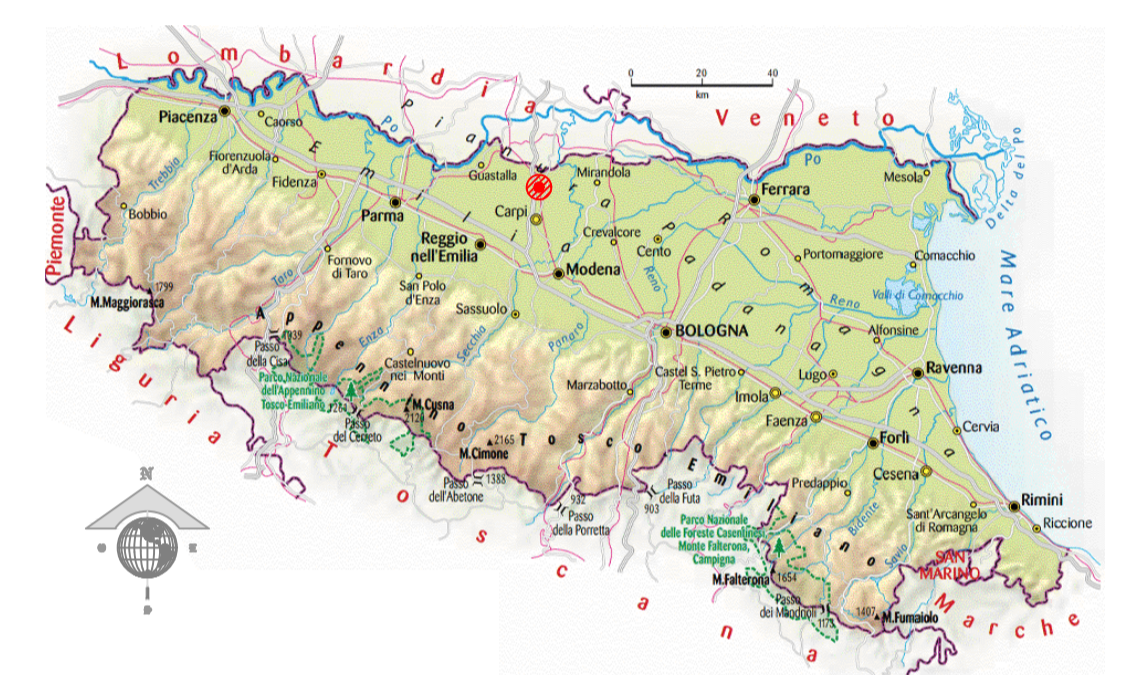 Lombardia
0 20 40
km
Veneto
Piacenza
Caorso
Po
Pianura Padana
Po
Delta del Po
Fiorenzuola
d'Arda
Trebbia
Fidenza
Emilia Romagna
Guastalla
Mirandola
Mesola
Ferrara
Piemonte
Bobbio
Parma
Carpi
Crevalcore
Cento
Reggio
nell'Emilia
Portomaggiore
Comacchio
Fornovo
di Taro
Taro
Modena
Reno
San Polo
d'Enza
1799
M.Maggiorasca
Reno
Valli di Comacchio
Mare Adriatico
Sassuolo
Liguria
Appennino Tosco Emiliano
Enza
Secchia
Panaro
BOLOGNA
Alfonsine
1039
Passo
della Cisa
Castelnuovo
nei Monti
Castel S. Pietro
Terme
Lugo
Ravenna
Parco Nazionale
dell'Appennino
Tosco-Emiliano
1261
M.Cusna
2120
Marzabotto
Imola
Passo
del Cerreto
Faenza
Cervia
2165
M.Cimone
Forlì
Toscana
Passo
dell'Abetone
1388
Cesena
Predappio
932
Passo
della Porretta
903
Passo
della Futa
Rimini
Sant'Arcangelo
di Romagna
Riccione
Bidente
Savio
Parco Nazionale
delle Foreste Casentinesi,
Monte Falterona,
Campigna
SAN
MARINO
M.Falterona
1654
Passo
dei Mandrioli
1173
1407
M.Fumaiolo
Marche
N
O
E